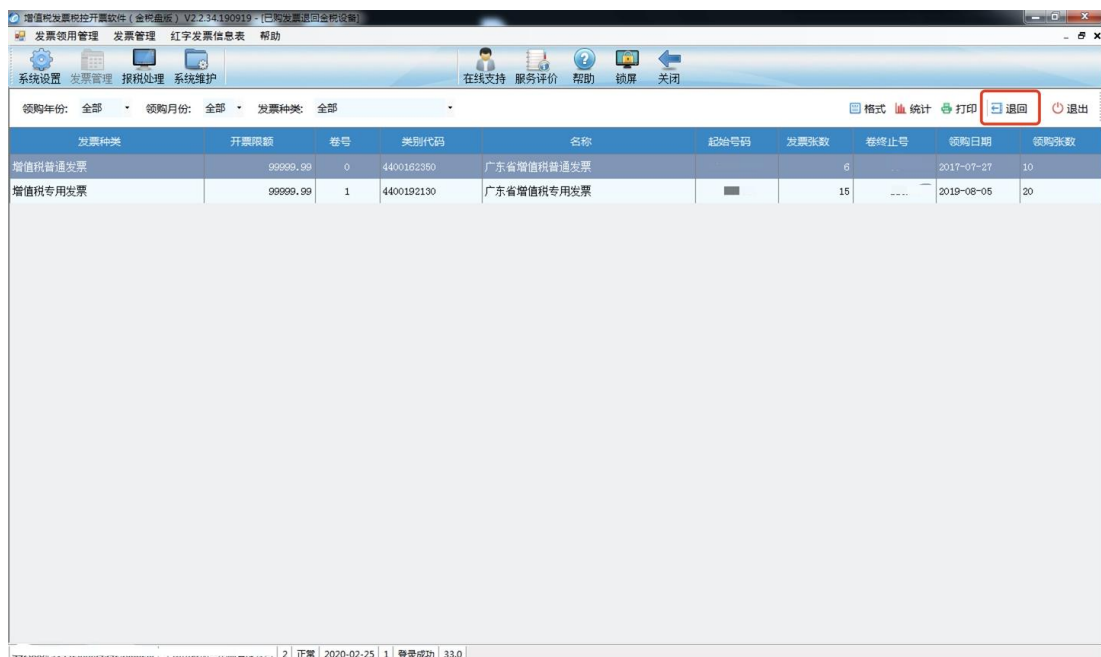 增值税发票税控开票软件（金税盘版）V2.2.34.190919 - [已购发票退回金税设备]
发票领用管理 发票管理 红字发票信息表 帮助
系统设置 发票管理 报税处理 系统维护 在线支持 服务评价 帮助 锁屏 关闭
领购年份: 全部 领购月份: 全部 发票种类: 全部 格式 统计 打印 退回 退出
发票种类 开票限额 卷号 类别代码 名称 起始号码 发票张数 卷终止号 领购日期 领购张数
增值税普通发票 99999.99 0 4400162350 广东省增值税普通发票 6 2017-07-27 10
增值税专用发票 99999.99 1 4400192130 广东省增值税专用发票 15 2019-08-05 20
2 正常 2020-02-25 1 登录成功 33.0